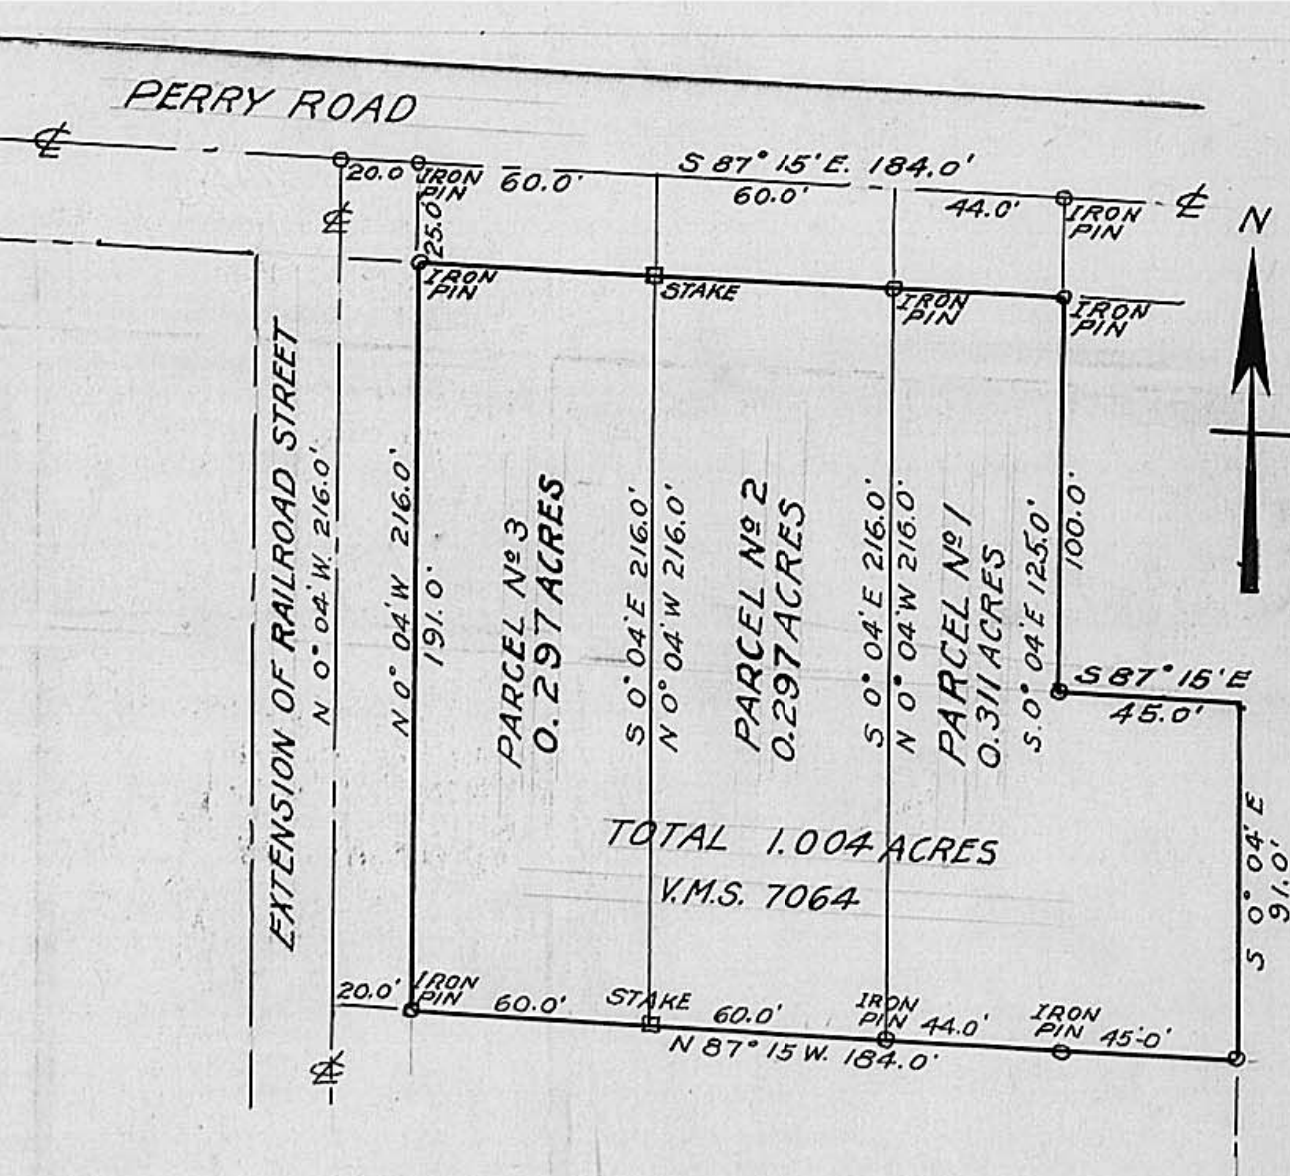 PERRY ROAD
℄
20.0
IRON
PIN
60.0'
S 87° 15' E. 184.0'
60.0'
44.0'
IRON
PIN
℄
N
℄
25.0'
IRON
PIN
STAKE
IRON
PIN
IRON
PIN
EXTENSION OF RAILROAD STREET
N 0° 04' W. 216.0'
N 0° 04' W 216.0'
191.0'
PARCEL Nº 3
0.297 ACRES
S 0° 04' E 216.0'
N 0° 04' W 216.0'
PARCEL Nº 2
0.297 ACRES
S 0° 04' E 216.0'
N 0° 04' W 216.0'
PARCEL Nº 1
0.311 ACRES
S.0° 04' E 125.0'
100.0'
S 87° 15' E
45.0'
S 0° 04' E
91.0'
TOTAL 1.004 ACRES
V.M.S. 7064
20.0'
IRON
PIN
60.0'
STAKE
60.0'
IRON
PIN
44.0'
IRON
PIN
45'-0'
N 87° 15 W. 184.0'
℄